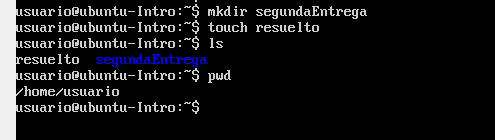 usuario@ubuntu-Intro:~$ mkdir segundaEntrega
usuario@ubuntu-Intro:~$ touch resuelto
usuario@ubuntu-Intro:~$ ls
resuelto  segundaEntrega
usuario@ubuntu-Intro:~$ pwd
/home/usuario
usuario@ubuntu-Intro:~$